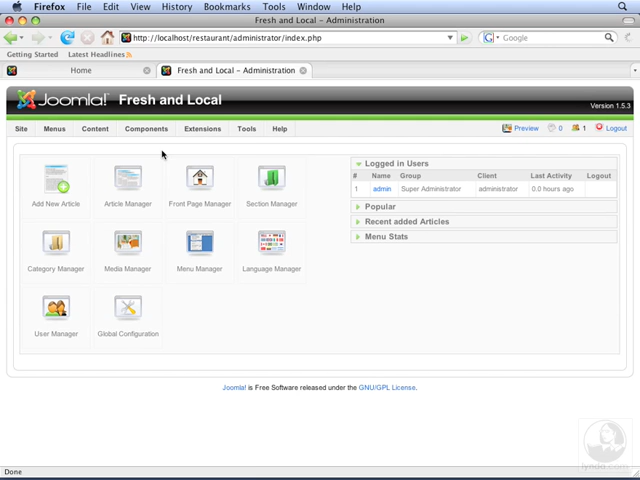 Firefox File Edit View History Bookmarks Tools Window Help
Fresh and Local – Administration
http://localhost/restaurant/administrator/index.php
Google
Getting Started Latest Headlines
Home
Fresh and Local - Administration
Joomla! Fresh and Local
Version 1.5.3
Site Menus Content Components Extensions Tools Help
Preview 0 1 Logout
Add New Article Article Manager Front Page Manager Section Manager
Category Manager Media Manager Menu Manager Language Manager
User Manager Global Configuration
Logged in Users
# Name Group Client Last Activity Logout
1 admin Super Administrator administrator 0.0 hours ago
Popular
Recent added Articles
Menu Stats
Joomla! is Free Software released under the GNU/GPL License.
Done
lynda.com